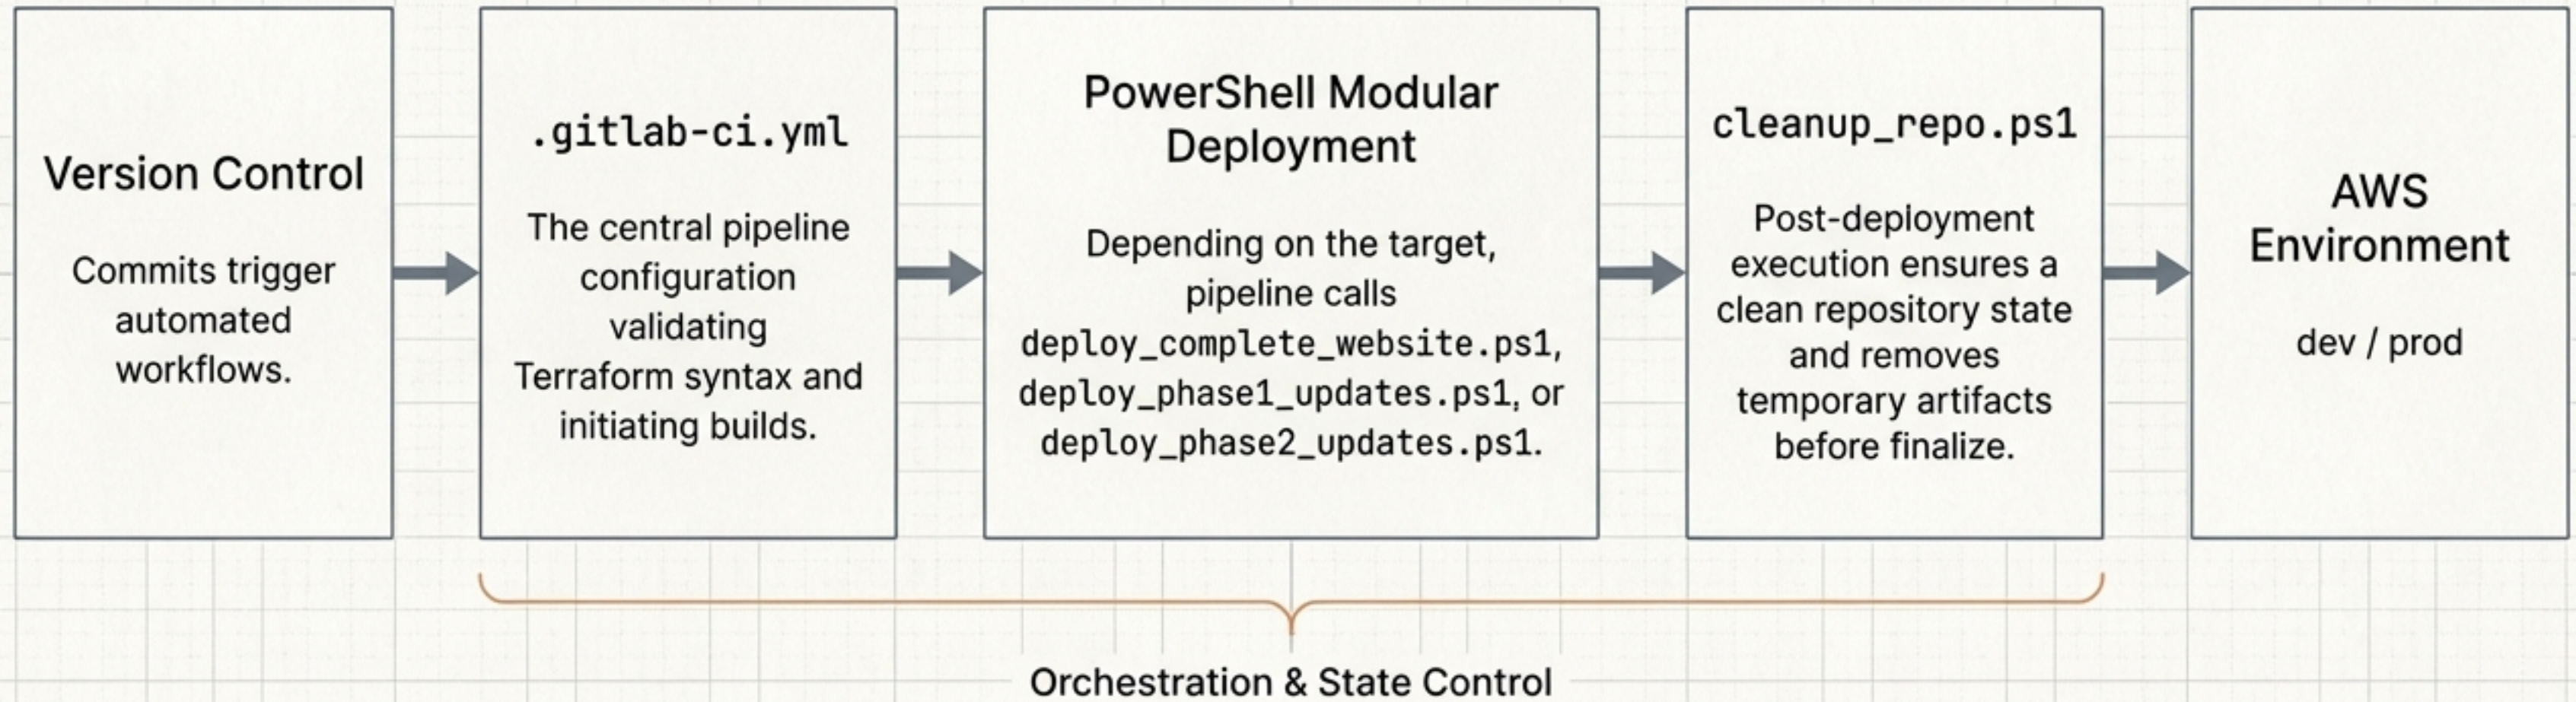 Version Control
Commits trigger
automated
workflows.
.gitlab-ci.yml
The central pipeline
configuration
validating
Terraform syntax and
initiating builds.
PowerShell Modular
Deployment
Depending on the target,
pipeline calls
deploy_complete_website.ps1,
deploy_phase1_updates.ps1, or
deploy_phase2_updates.ps1.
cleanup_repo.ps1
Post-deployment
execution ensures a
clean repository state
and removes
temporary artifacts
before finalize.
AWS
Environment
dev / prod
Orchestration & State Control